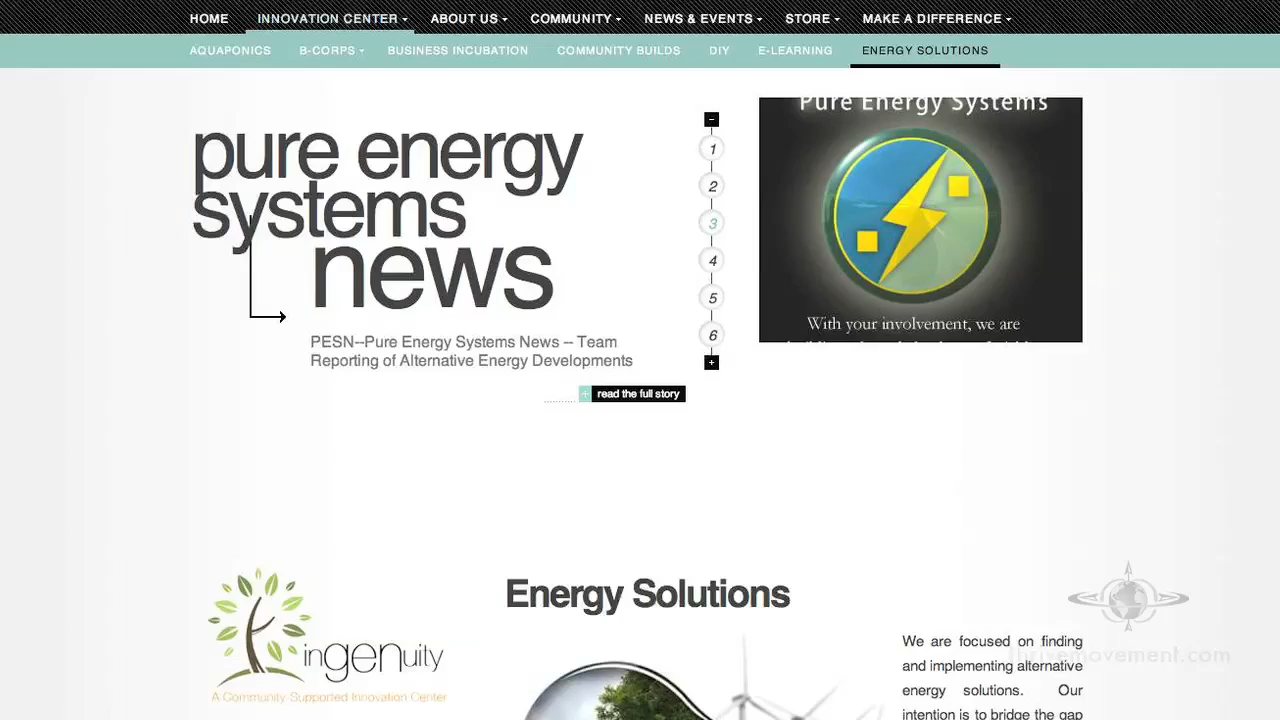 HOME INNOVATION CENTER ABOUT US COMMUNITY NEWS & EVENTS STORE MAKE A DIFFERENCE
AQUAPONICS B-CORPS BUSINESS INCUBATION COMMUNITY BUILDS DIY E-LEARNING ENERGY SOLUTIONS
pure energy
systems
news
PESN--Pure Energy Systems News -- Team
Reporting of Alternative Energy Developments
+ read the full story
−
1
2
3
4
5
6
+
Pure Energy Systems
With your involvement, we are
ingenuity
A Community-Supported Innovation Center
Energy Solutions
We are focused on finding
and implementing alternative
energy solutions. Our
intention is to bridge the gap
thrivemovement.com